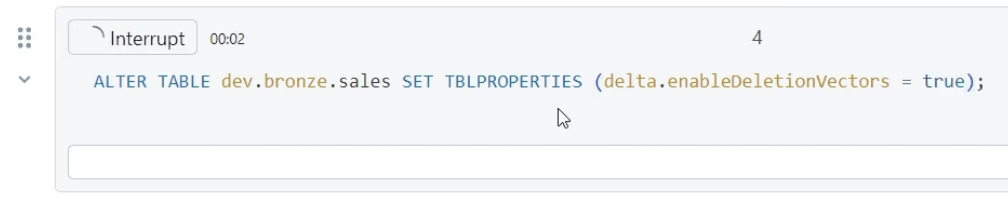 Interrupt 00:02 4
ALTER TABLE dev.bronze.sales SET TBLPROPERTIES (delta.enableDeletionVectors = true);